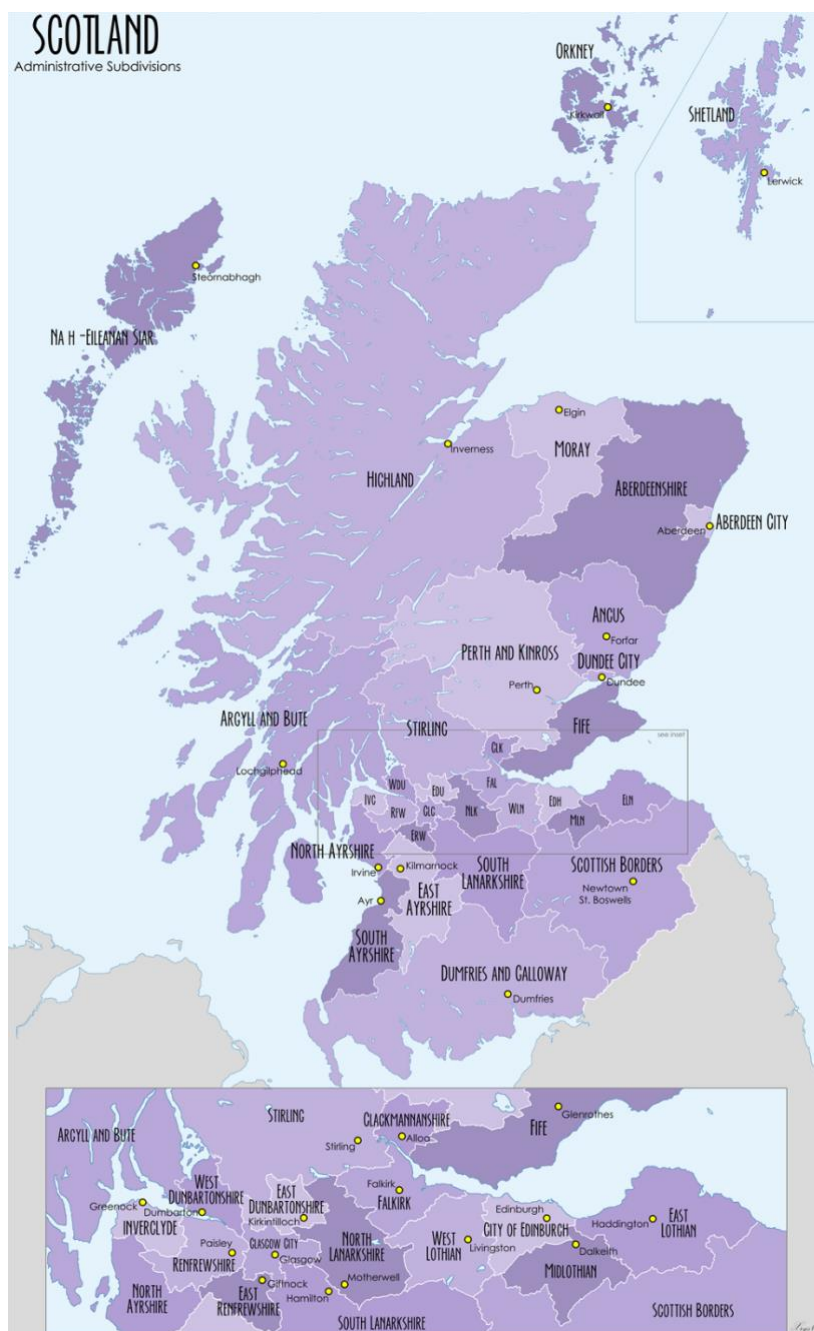 SCOTLAND
Administrative Subdivisions
ORKNEY
Kirkwall
SHETLAND
Lerwick
Steornabhagh
NA H -EILEANAN SIAR
Elgin
MORAY
Inverness
HIGHLAND
ABERDEENSHIRE
Aberdeen
ABERDEEN CITY
ANGUS
Forfar
PERTH AND KINROSS
DUNDEE CITY
Dundee
Perth
ARGYLL AND BUTE
STIRLING
FIFE
see inset
CLK
Lochgilphead
WDU
EDU
FAL
IVC
RFW
GLC
NLK
WLN
EDH
MLN
ELN
ERW
NORTH AYRSHIRE
Irvine
Kilmarnock
SOUTH
LANARKSHIRE
SCOTTISH BORDERS
Newtown
St. Boswells
EAST
AYRSHIRE
Ayr
SOUTH
AYRSHIRE
DUMFRIES AND GALLOWAY
Dumfries
STIRLING
CLACKMANNANSHIRE
Glenrothes
FIFE
ARGYLL AND BUTE
Stirling
Alloa
WEST
DUNBARTONSHIRE
EAST
DUNBARTONSHIRE
Falkirk
FALKIRK
Greenock
Dumbarton
Kirkintilloch
Edinburgh
Haddington
EAST
LOTHIAN
INVERCLYDE
CITY OF EDINBURGH
Paisley
RENFREWSHIRE
GLASGOW CITY
Glasgow
NORTH
LANARKSHIRE
WEST
LOTHIAN
Livingston
Dalkeith
MIDLOTHIAN
NORTH
AYRSHIRE
Giffnock
EAST
RENFREWSHIRE
Motherwell
Hamilton
SOUTH LANARKSHIRE
SCOTTISH BORDERS